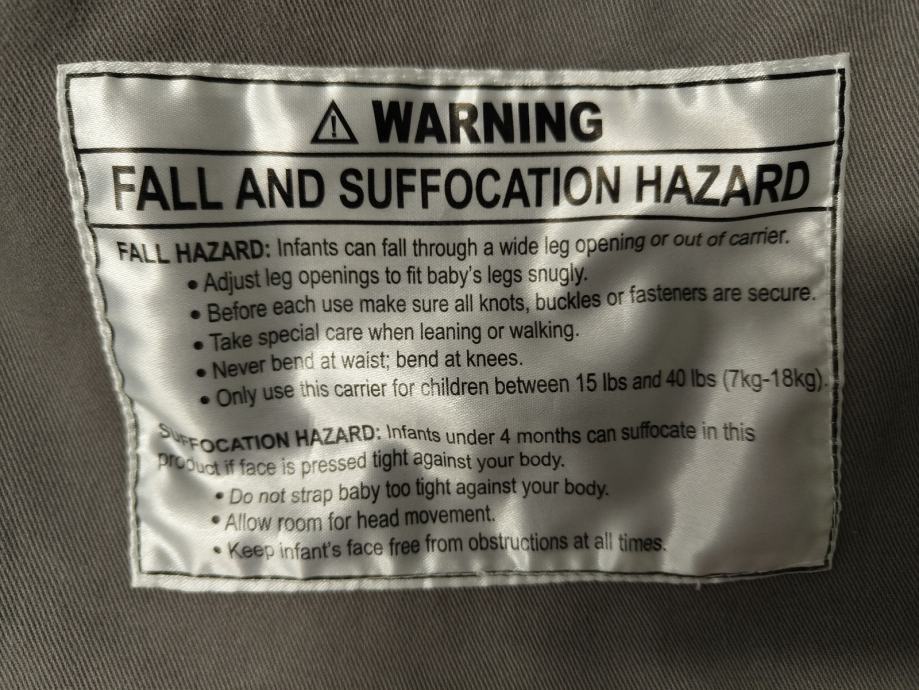 ⚠ WARNING
FALL AND SUFFOCATION HAZARD
FALL HAZARD: Infants can fall through a wide leg opening or out of carrier.
• Adjust leg openings to fit baby's legs snugly.
• Before each use make sure all knots, buckles or fasteners are secure.
• Take special care when leaning or walking.
• Never bend at waist; bend at knees.
• Only use this carrier for children between 15 lbs and 40 lbs (7kg-18kg).
SUFFOCATION HAZARD: Infants under 4 months can suffocate in this
product if face is pressed tight against your body.
• Do not strap baby too tight against your body.
• Allow room for head movement.
• Keep infant's face free from obstructions at all times.